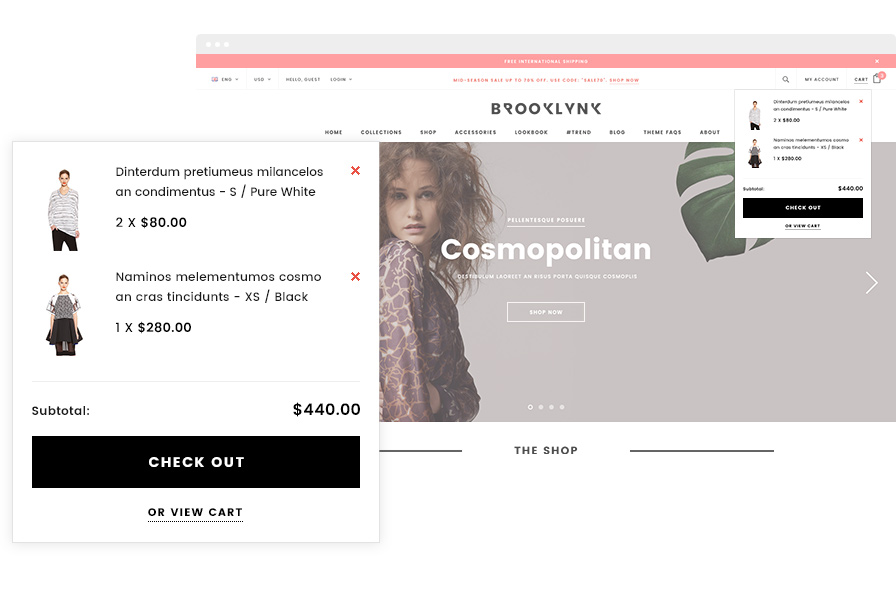 FREE INTERNATIONAL SHIPPING
ENG
USD
HELLO, GUEST
LOGIN
MID-SEASON SALE UP TO 70% OFF. USE CODE: "SALE70". SHOP NOW
MY ACCOUNT
CART
BROOKLYNK
HOME
COLLECTIONS
SHOP
ACCESSORIES
LOOKBOOK
#TREND
BLOG
THEME FAQS
ABOUT
Dinterdum pretiumeus milancelos
an condimentus - S / Pure White
2 X $80.00
Naminos melementumos cosmo
an cras tincidunts - XS / Black
1 X $280.00
Subtotal:
$440.00
CHECK OUT
OR VIEW CART
Dinterdum pretiumeus milancelos
an condimentus - S / Pure White
2 X $80.00
Naminos melementumos cosmo
an cras tincidunts - XS / Black
1 X $280.00
Subtotal:
$440.00
CHECK OUT
OR VIEW CART
PELLENTESQUE POSUERE
Cosmopolitan
VESTIBULUM LAOREET AN RISUS PORTA QUISQUE COSMOPLIS
SHOP NOW
THE SHOP